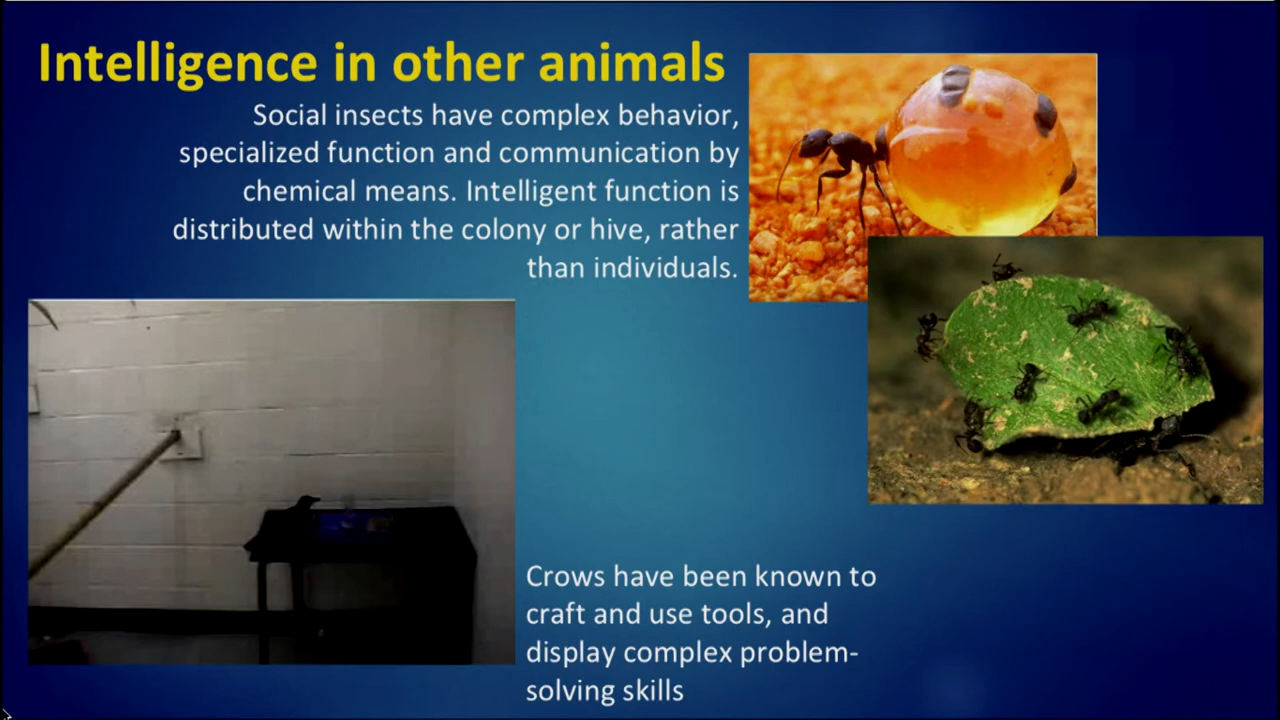 Intelligence in other animals
Social insects have complex behavior,
specialized function and communication by
chemical means. Intelligent function is
distributed within the colony or hive, rather
than individuals.
Crows have been known to
craft and use tools, and
display complex problem-
solving skills